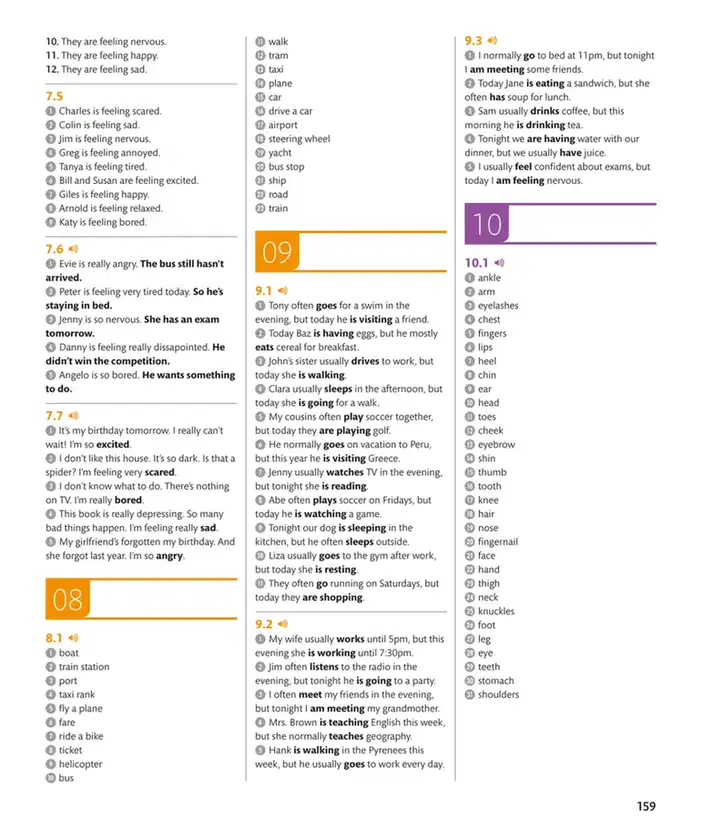 10. They are feeling nervous.
11. They are feeling happy.
12. They are feeling sad.
7.5
1 Charles is feeling scared.
2 Colin is feeling sad.
3 Jim is feeling nervous.
4 Greg is feeling annoyed.
5 Tanya is feeling tired.
6 Bill and Susan are feeling excited.
7 Giles is feeling happy.
8 Arnold is feeling relaxed.
9 Katy is feeling bored.
7.6
1 Evie is really angry. The bus still hasn't
arrived.
2 Peter is feeling very tired today. So he's
staying in bed.
3 Jenny is so nervous. She has an exam
tomorrow.
4 Danny is feeling really dissapointed. He
didn't win the competition.
5 Angelo is so bored. He wants something
to do.
7.7
1 It's my birthday tomorrow. I really can't
wait! I'm so excited.
2 I don't like this house. It's so dark. Is that a
spider? I'm feeling very scared.
3 I don't know what to do. There's nothing
on TV. I'm really bored.
4 This book is really depressing. So many
bad things happen. I'm feeling really sad.
5 My girlfriend's forgotten my birthday. And
she forgot last year. I'm so angry.
08
8.1
1 boat
2 train station
3 port
4 taxi rank
5 fly a plane
6 fare
7 ride a bike
8 ticket
9 helicopter
10 bus
11 walk
12 tram
13 taxi
14 plane
15 car
16 drive a car
17 airport
18 steering wheel
19 yacht
20 bus stop
21 ship
22 road
23 train
09
9.1
1 Tony often goes for a swim in the
evening, but today he is visiting a friend.
2 Today Baz is having eggs, but he mostly
eats cereal for breakfast.
3 John's sister usually drives to work, but
today she is walking.
4 Clara usually sleeps in the afternoon, but
today she is going for a walk.
5 My cousins often play soccer together,
but today they are playing golf.
6 He normally goes on vacation to Peru,
but this year he is visiting Greece.
7 Jenny usually watches TV in the evening,
but tonight she is reading.
8 Abe often plays soccer on Fridays, but
today he is watching a game.
9 Tonight our dog is sleeping in the
kitchen, but he often sleeps outside.
10 Liza usually goes to the gym after work,
but today she is resting.
11 They often go running on Saturdays, but
today they are shopping.
9.2
1 My wife usually works until 5pm, but this
evening she is working until 7:30pm.
2 Jim often listens to the radio in the
evening, but tonight he is going to a party.
3 I often meet my friends in the evening,
but tonight I am meeting my grandmother.
4 Mrs. Brown is teaching English this week,
but she normally teaches geography.
5 Hank is walking in the Pyrenees this
week, but he usually goes to work every day.
9.3
1 I normally go to bed at 11pm, but tonight
I am meeting some friends.
2 Today Jane is eating a sandwich, but she
often has soup for lunch.
3 Sam usually drinks coffee, but this
morning he is drinking tea.
4 Tonight we are having water with our
dinner, but we usually have juice.
5 I usually feel confident about exams, but
today I am feeling nervous.
10
10.1
1 ankle
2 arm
3 eyelashes
4 chest
5 fingers
6 lips
7 heel
8 chin
9 ear
10 head
11 toes
12 cheek
13 eyebrow
14 shin
15 thumb
16 tooth
17 knee
18 hair
19 nose
20 fingernail
21 face
22 hand
23 thigh
24 neck
25 knuckles
26 foot
27 leg
28 eye
29 teeth
30 stomach
31 shoulders
159